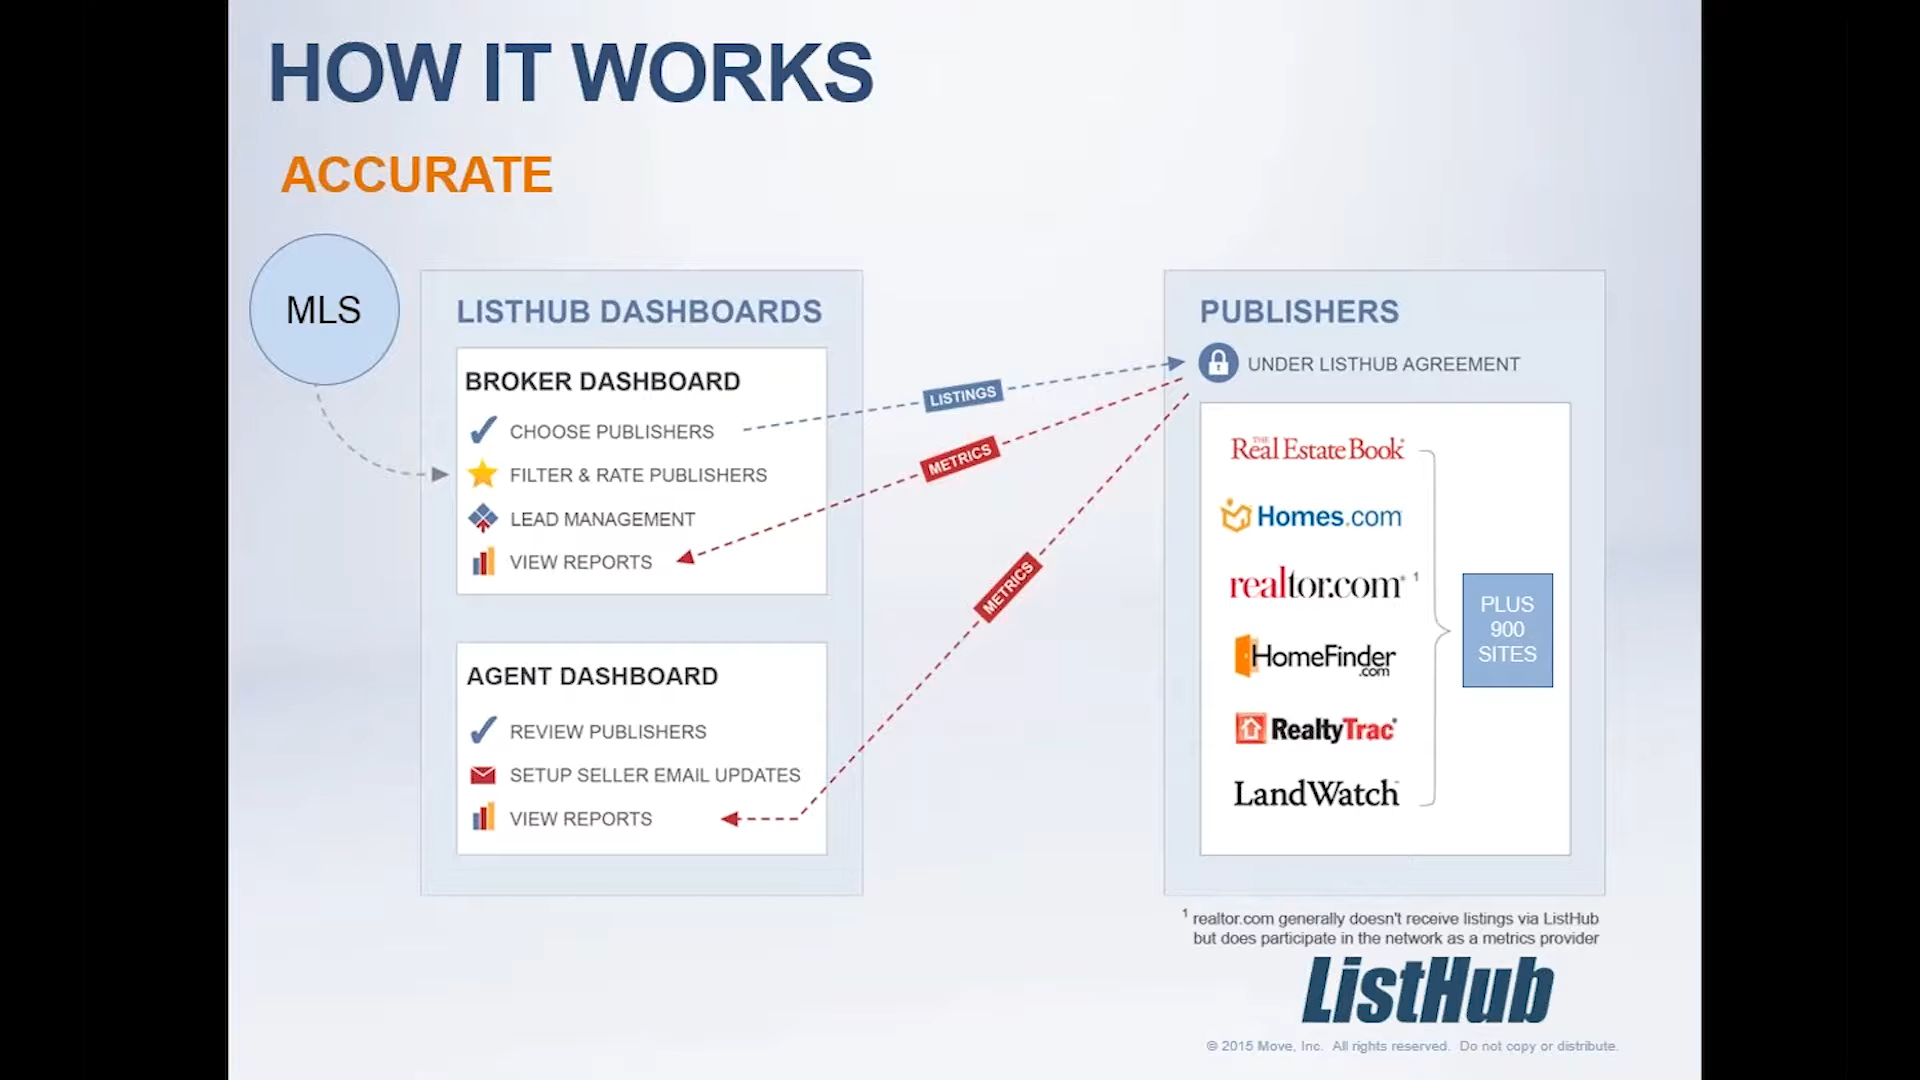 HOW IT WORKS
ACCURATE
MLS
LISTHUB DASHBOARDS
BROKER DASHBOARD
CHOOSE PUBLISHERS
FILTER & RATE PUBLISHERS
LEAD MANAGEMENT
VIEW REPORTS
AGENT DASHBOARD
REVIEW PUBLISHERS
SETUP SELLER EMAIL UPDATES
VIEW REPORTS
LISTINGS
METRICS
METRICS
PUBLISHERS
UNDER LISTHUB AGREEMENT
THE Real Estate Book®
Homes.com
realtor.com® 1
HomeFinder
.com
RealtyTrac®
LandWatch
PLUS
900
SITES
1 realtor.com generally doesn't receive listings via ListHub
but does participate in the network as a metrics provider
ListHub
© 2015 Move, Inc. All rights reserved. Do not copy or distribute.